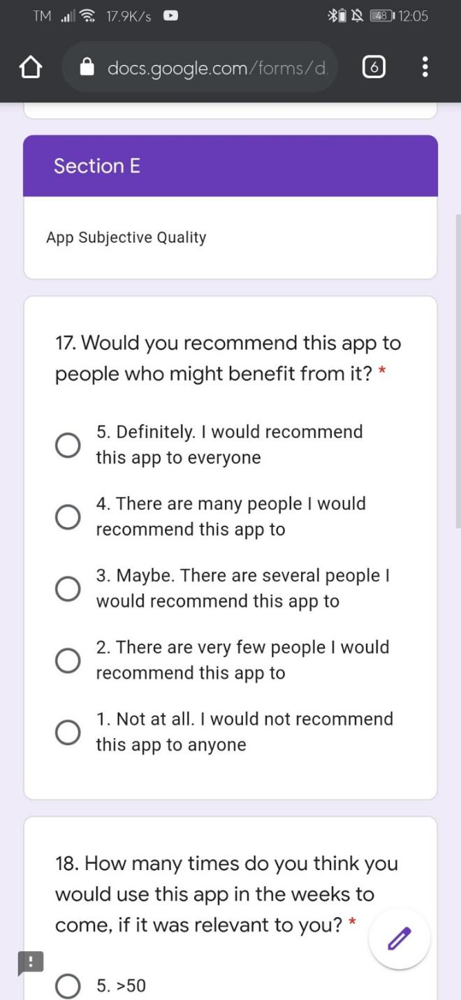 TM 17.9K/s 48 12:05
docs.google.com/forms/d. 6
Section E
App Subjective Quality
17. Would you recommend this app to
people who might benefit from it? *
5. Definitely. I would recommend
this app to everyone
4. There are many people I would
recommend this app to
3. Maybe. There are several people I
would recommend this app to
2. There are very few people I would
recommend this app to
1. Not at all. I would not recommend
this app to anyone
18. How many times do you think you
would use this app in the weeks to
come, if it was relevant to you? *
5. >50